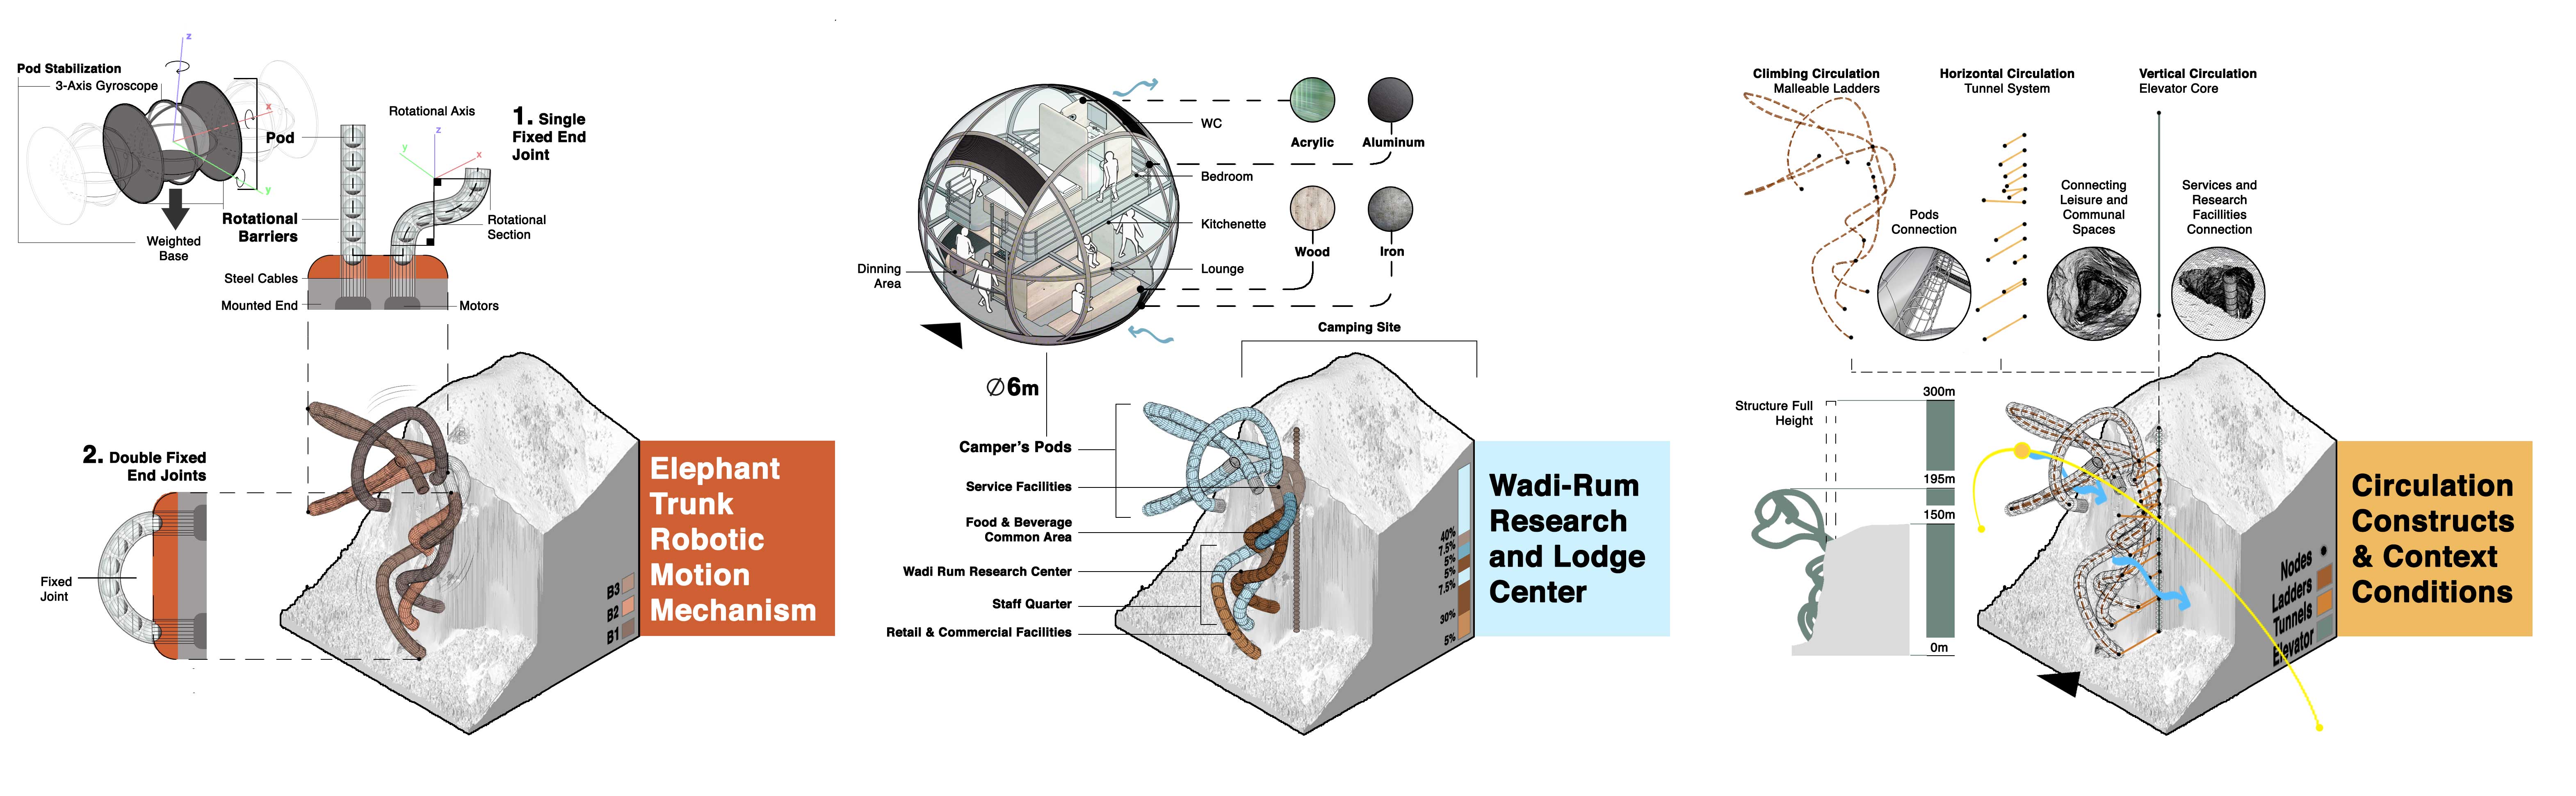 z
Pod Stabilization
3-Axis Gyroscope
x
y
Weighted
Base
Pod
Rotational
Barriers
Steel Cables
Mounted End
Motors
Rotational Axis
z
y
x
Rotational
Section
1. Single
Fixed End
Joint
2. Double Fixed
End Joints
Fixed
Joint
B3
B2
B1
Elephant
Trunk
Robotic
Motion
Mechanism
WC
Bedroom
Kitchenette
Lounge
Dinning
Area
Acrylic
Aluminum
Wood
Iron
Ø6m
Camping Site
Camper's Pods
Service Facilities
Food & Beverage
Common Area
Wadi Rum Research Center
Staff Quarter
Retail & Commercial Facilities
40%
7.5%
5%
5%
7.5%
30%
5%
Wadi-Rum
Research
and Lodge
Center
Climbing Circulation
Malleable Ladders
Horizontal Circulation
Tunnel System
Vertical Circulation
Elevator Core
Pods
Connection
Connecting
Leisure and
Communal
Spaces
Services and
Research
Facillities
Connection
Structure Full
Height
300m
195m
150m
0m
Nodes
Ladders
Tunnels
Elevator
Circulation
Constructs
& Context
Conditions